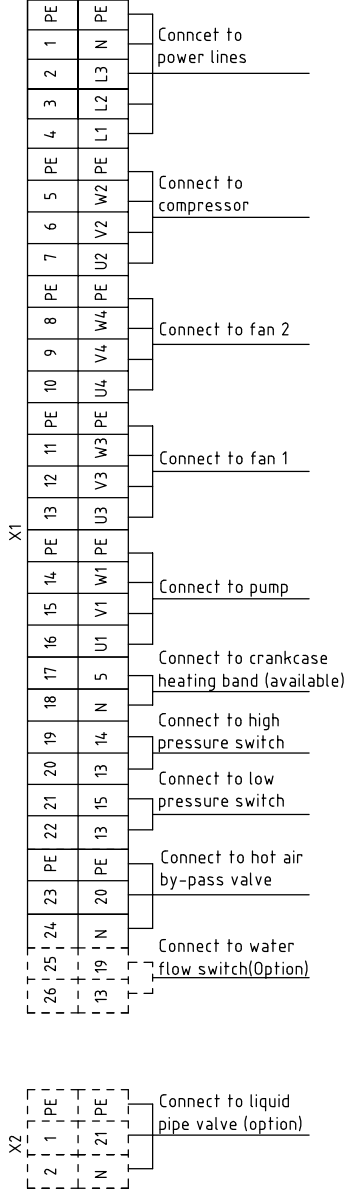 PE PE
1 N
2 L3
3 L2
4 L1
Conncet to
power lines
PE PE
5 W2
6 V2
7 U2
Connect to
compressor
PE PE
8 W4
9 V4
10 U4
Connect to fan 2
PE PE
11 W3
12 V3
13 U3
Connect to fan 1
X1
PE PE
14 W1
15 V1
16 U1
Connect to pump
17 5
18 N
Connect to crankcase
heating band (available)
19 14
20 13
Connect to high
pressure switch
21 15
22 13
Connect to low
pressure switch
PE PE
23 20
24 N
Connect to hot air
by-pass valve
25 19
26 13
Connect to water
flow switch(Option)
X2
PE PE
1 21
2 N
Connect to liquid
pipe valve (option)